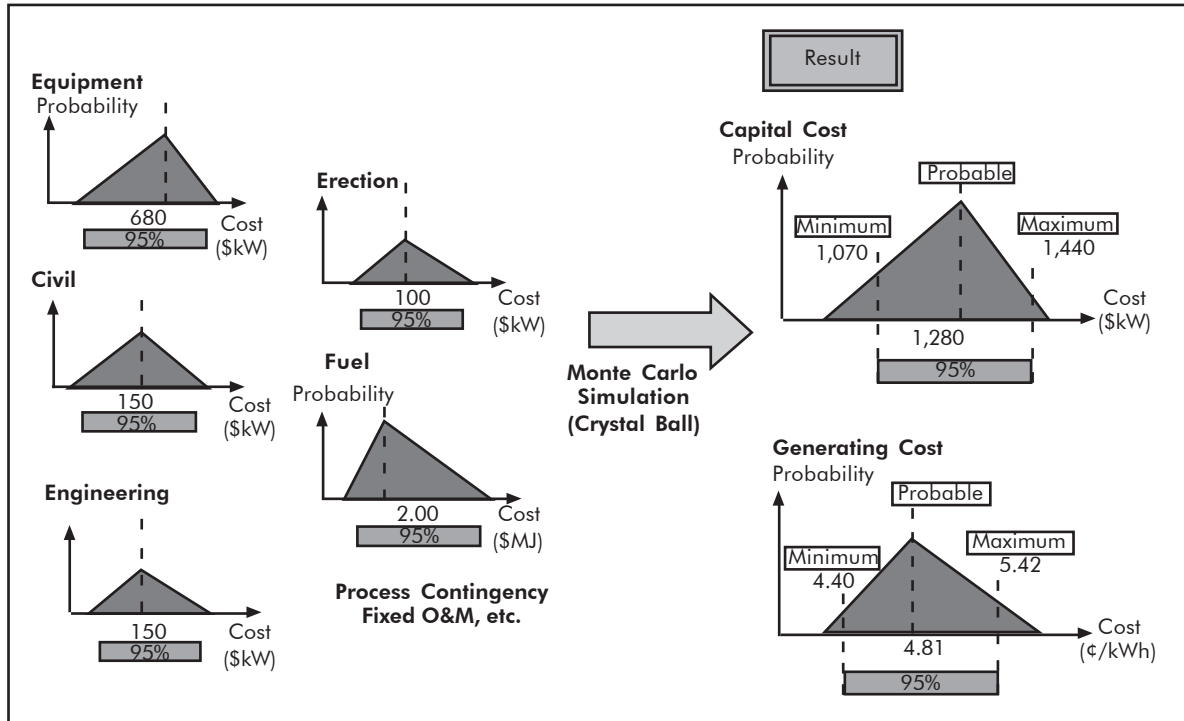 Result
Equipment
Probability
680
Cost
($kW)
95%
Civil
150
Cost
($kW)
95%
Engineering
150
Cost
($kW)
95%
Erection
100
Cost
($kW)
95%
Fuel
Probability
2.00
Cost
($MJ)
95%
Process Contingency
Fixed O&M, etc.
Monte Carlo
Simulation
(Crystal Ball)
Capital Cost
Probability
Probable
Minimum
1,070
Maximum
1,440
Cost
($kW)
1,280
95%
Generating Cost
Probability
Probable
Minimum
4.40
Maximum
5.42
Cost
(¢/kWh)
4.81
95%